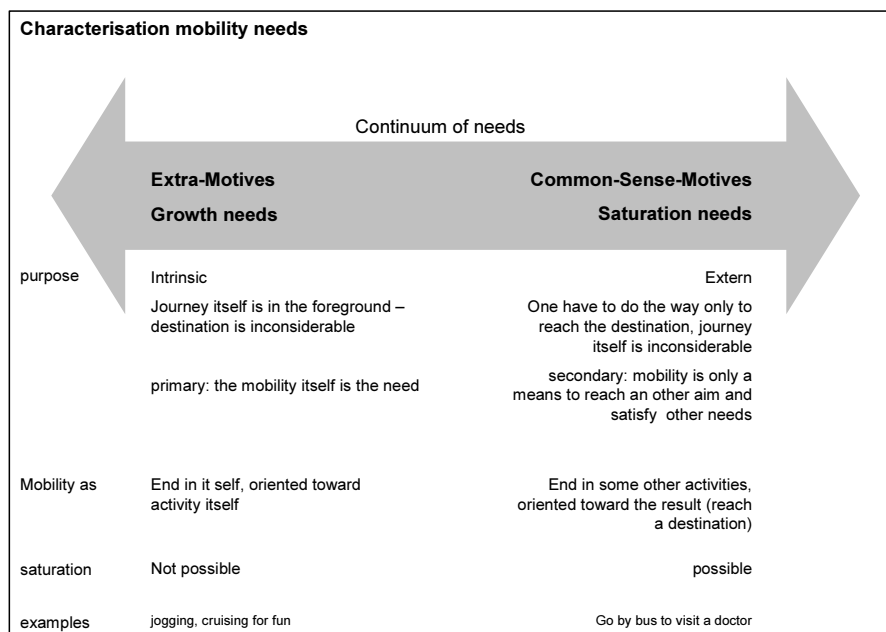 Characterisation mobility needs
Continuum of needs
Extra-Motives
Common-Sense-Motives
Growth needs
Saturation needs
purpose
Intrinsic
Extern
Journey itself is in the foreground –
destination is inconsiderable
One have to do the way only to
reach the destination, journey
itself is inconsiderable
primary: the mobility itself is the need
secondary: mobility is only a
means to reach an other aim and
satisfy other needs
Mobility as
End in it self, oriented toward
activity itself
End in some other activities,
oriented toward the result (reach
a destination)
saturation
Not possible
possible
examples
jogging, cruising for fun
Go by bus to visit a doctor